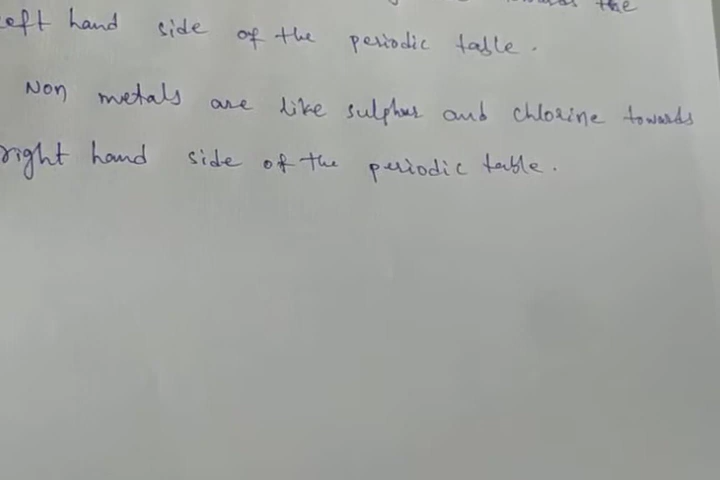 the
left hand side of the periodic table.
Non metals are like sulphur and chlorine towards
right hand side of the periodic table.